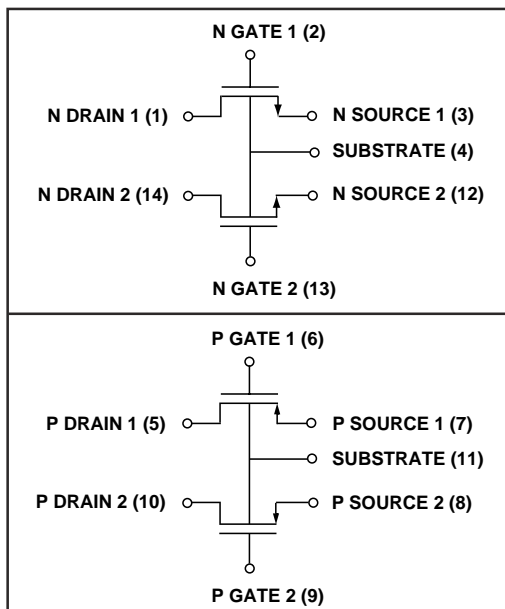 N GATE 1 (2)
N DRAIN 1 (1)
N SOURCE 1 (3)
SUBSTRATE (4)
N DRAIN 2 (14)
N SOURCE 2 (12)
N GATE 2 (13)
P GATE 1 (6)
P DRAIN 1 (5)
P SOURCE 1 (7)
SUBSTRATE (11)
P DRAIN 2 (10)
P SOURCE 2 (8)
P GATE 2 (9)